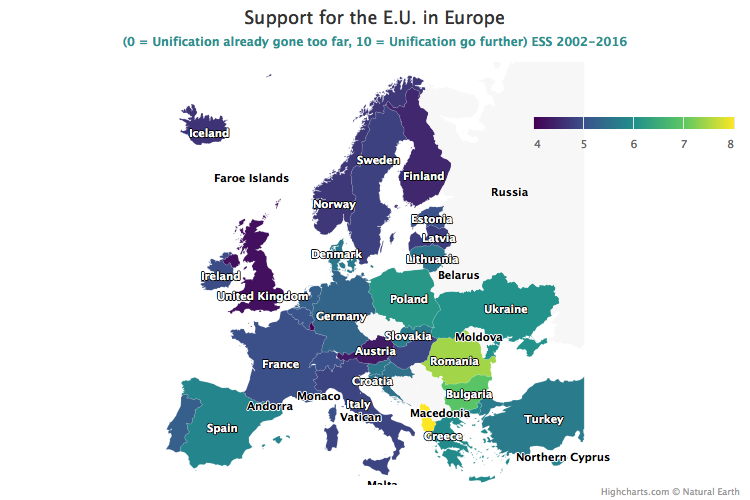 Support for the E.U. in Europe
(0 = Unification already gone too far, 10 = Unification go further) ESS 2002-2016
4 5 6 7 8
Iceland
Sweden
Faroe Islands
Finland
Russia
Norway
Estonia
Latvia
Denmark
Lithuania
Ireland
Belarus
United Kingdom
Poland
Ukraine
Germany
Slovakia
Moldova
Austria
France
Romania
Croatia
Monaco
Bulgaria
Andorra
Italy
Macedonia
Vatican
Spain
Turkey
Greece
Northern Cyprus
Malta
Highcharts.com © Natural Earth